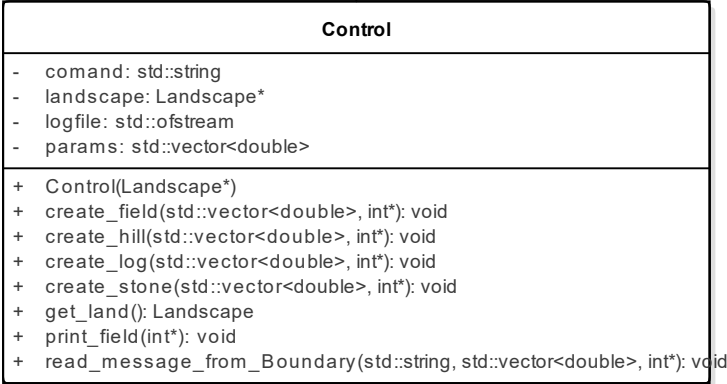 Control
- comand: std::string
- landscape: Landscape*
- logfile: std::ofstream
- params: std::vector<double>
+ Control(Landscape*)
+ create_field(std::vector<double>, int*): void
+ create_hill(std::vector<double>, int*): void
+ create_log(std::vector<double>, int*): void
+ create_stone(std::vector<double>, int*): void
+ get_land(): Landscape
+ print_field(int*): void
+ read_message_from_Boundary(std::string, std::vector<double>, int*): void